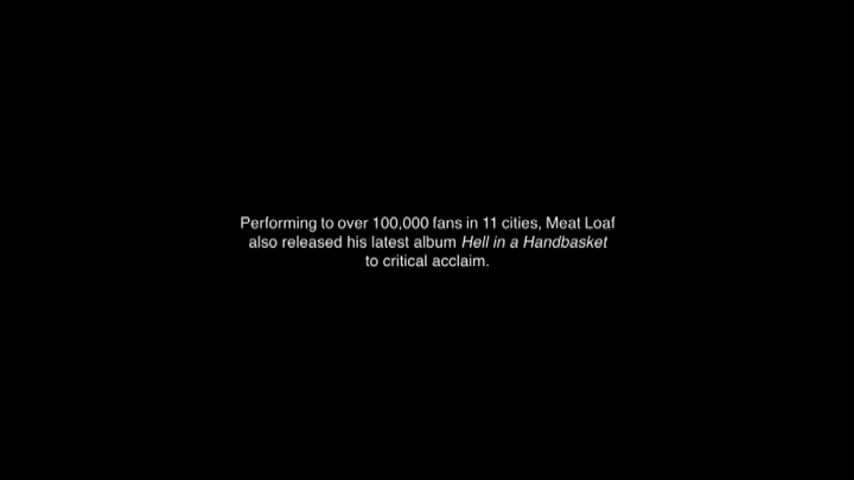 Performing to over 100,000 fans in 11 cities, Meat Loaf
also released his latest album Hell in a Handbasket
to critical acclaim.